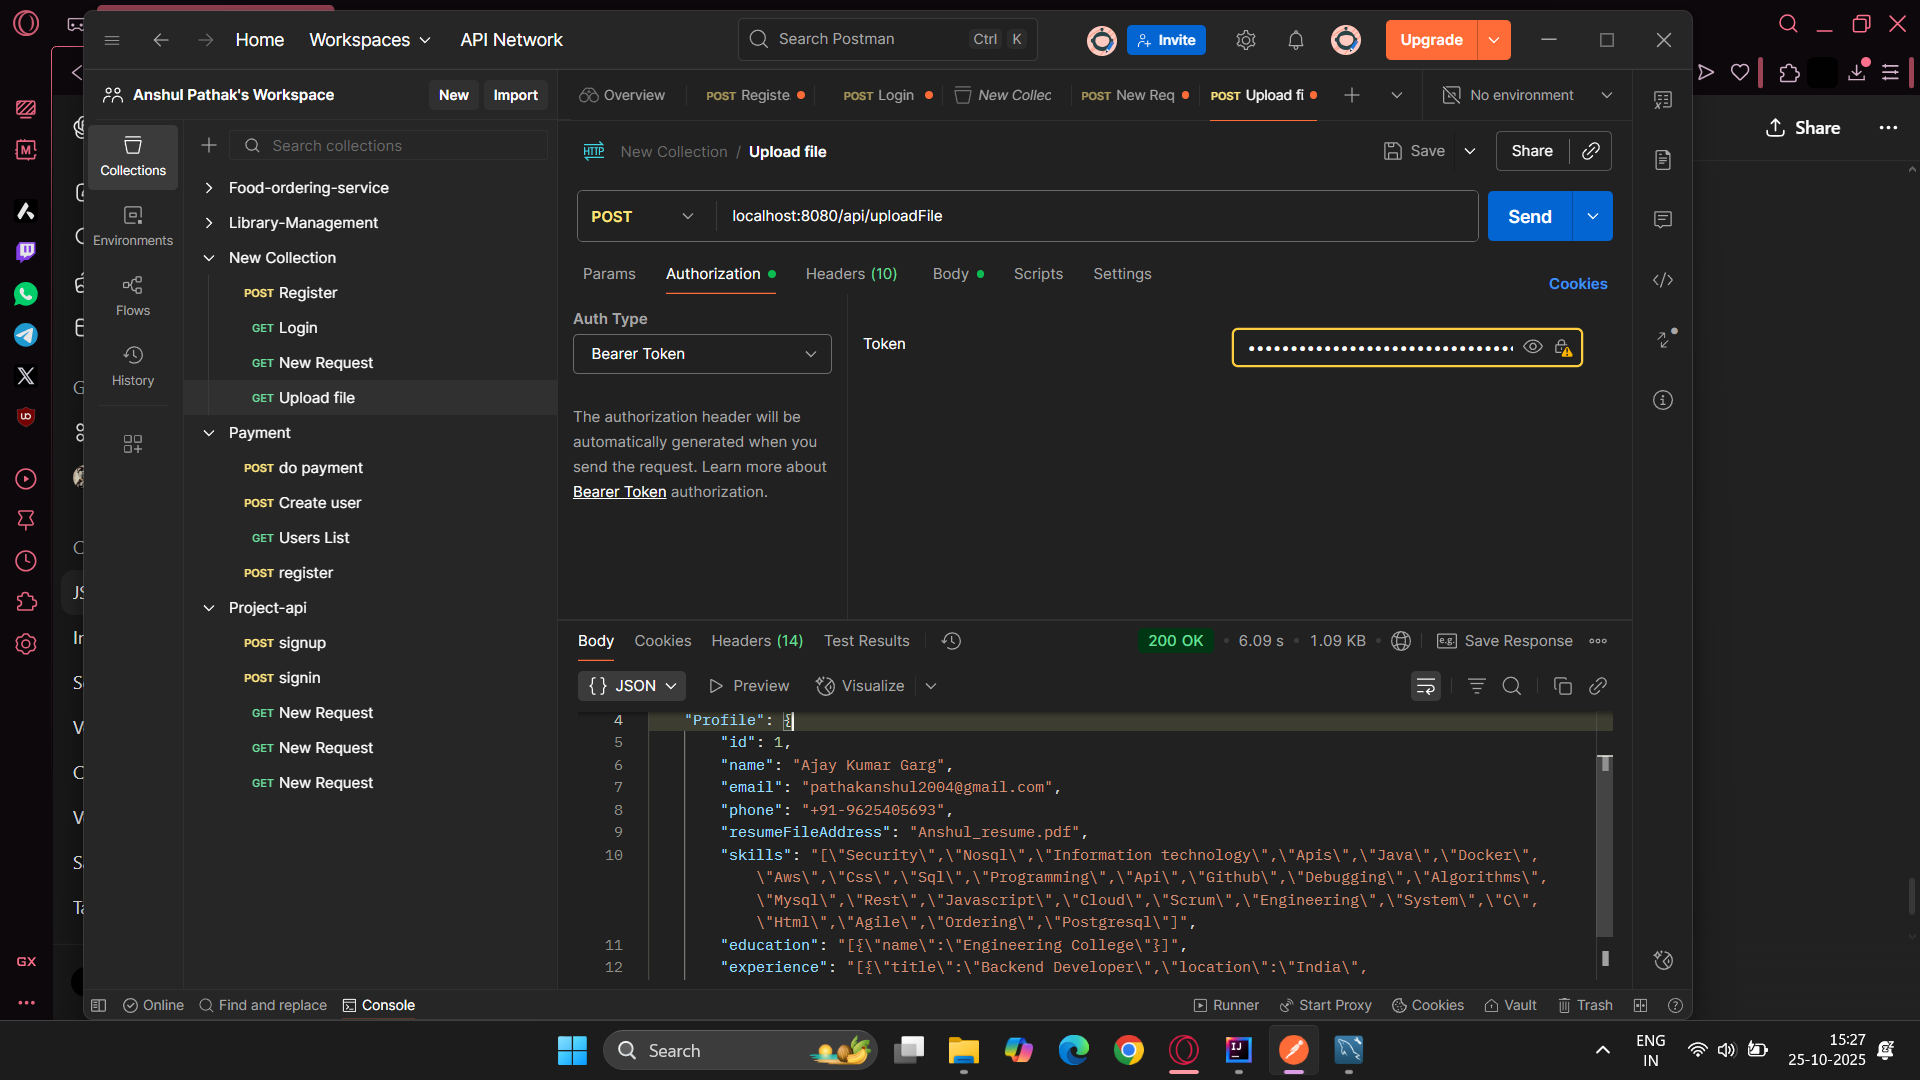 Home
Workspaces
API Network
Search Postman
Ctrl K
Invite
Upgrade
Anshul Pathak's Workspace
New
Import
Overview
POST Registe
POST Login
New Collec
POST New Req
POST Upload fi
No environment
Share
Collections
Environments
Flows
History
Search collections
Food-ordering-service
Library-Management
New Collection
POST Register
GET Login
GET New Request
GET Upload file
Payment
POST do payment
POST Create user
GET Users List
POST register
Project-api
POST signup
POST signin
GET New Request
GET New Request
GET New Request
HTTP New Collection / Upload file
Save
Share
POST
localhost:8080/api/uploadFile
Send
Params
Authorization
Headers (10)
Body
Scripts
Settings
Cookies
Auth Type
Bearer Token
Token
The authorization header will be
automatically generated when you
send the request. Learn more about
Bearer Token authorization.
Body
Cookies
Headers (14)
Test Results
200 OK
6.09 s
1.09 KB
e.g. Save Response
{} JSON
Preview
Visualize
4 "Profile": {
5 "id": 1,
6 "name": "Ajay Kumar Garg",
7 "email": "pathakanshul2004@gmail.com",
8 "phone": "+91-9625405693",
9 "resumeFileAddress": "Anshul_resume.pdf",
10 "skills": "[\"Security\",\"Nosql\",\"Information technology\",\"Apis\",\"Java\",\"Docker\",
\"Aws\",\"Css\",\"Sql\",\"Programming\",\"Api\",\"Github\",\"Debugging\",\"Algorithms\",
\"Mysql\",\"Rest\",\"Javascript\",\"Cloud\",\"Scrum\",\"Engineering\",\"System\",\"C\",
\"Html\",\"Agile\",\"Ordering\",\"Postgresql\"]",
11 "education": "[{\"name\":\"Engineering College\"}]",
12 "experience": "[{\"title\":\"Backend Developer\",\"location\":\"India\",
Online
Find and replace
Console
Runner
Start Proxy
Cookies
Vault
Trash
GX
Search
ENG
IN
15:27
25-10-2025